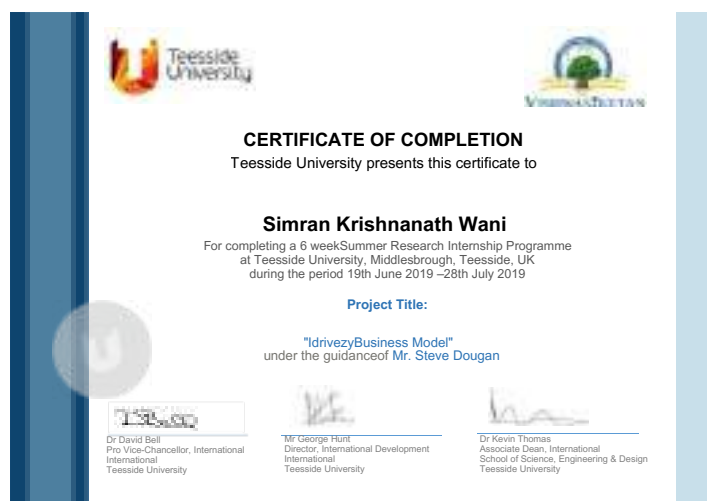 Teesside
University
VISHWANIKETAN
CERTIFICATE OF COMPLETION
Teesside University presents this certificate to
Simran Krishnanath Wani
For completing a 6 weekSummer Research Internship Programme
at Teesside University, Middlesbrough, Teesside, UK
during the period 19th June 2019 –28th July 2019
Project Title:
"IdrivezyBusiness Model"
under the guidanceof Mr. Steve Dougan
Dr David Bell
Pro Vice-Chancellor, International
International
Teesside University
Mr George Hunt
Director, International Development
International
Teesside University
Dr Kevin Thomas
Associate Dean, International
School of Science, Engineering & Design
Teesside University